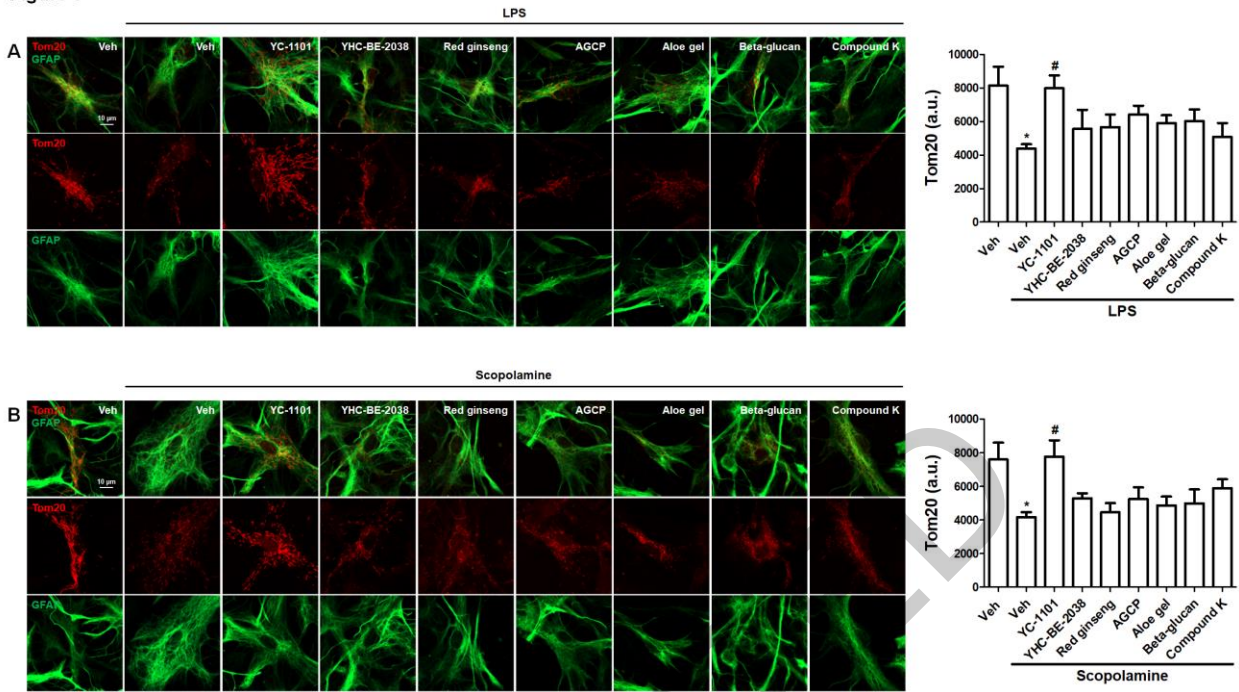 LPS
A
Tom20 Veh Veh YC-1101 YHC-BE-2038 Red ginseng AGCP Aloe gel Beta-glucan Compound K
GFAP
10 μm
Tom20
GFAP
10000
8000
6000
4000
2000
0
Tom20 (a.u.)
*
#
Veh
Veh
YC-1101
YHC-BE-2038
Red ginseng
AGCP
Aloe gel
Beta-glucan
Compound K
LPS
Scopolamine
B
Tom20 Veh Veh YC-1101 YHC-BE-2038 Red ginseng AGCP Aloe gel Beta-glucan Compound K
GFAP
10 μm
Tom20
GFAP
10000
8000
6000
4000
2000
0
Tom20 (a.u.)
*
#
Veh
Veh
YC-1101
YHC-BE-2038
Red ginseng
AGCP
Aloe gel
Beta-glucan
Compound K
Scopolamine